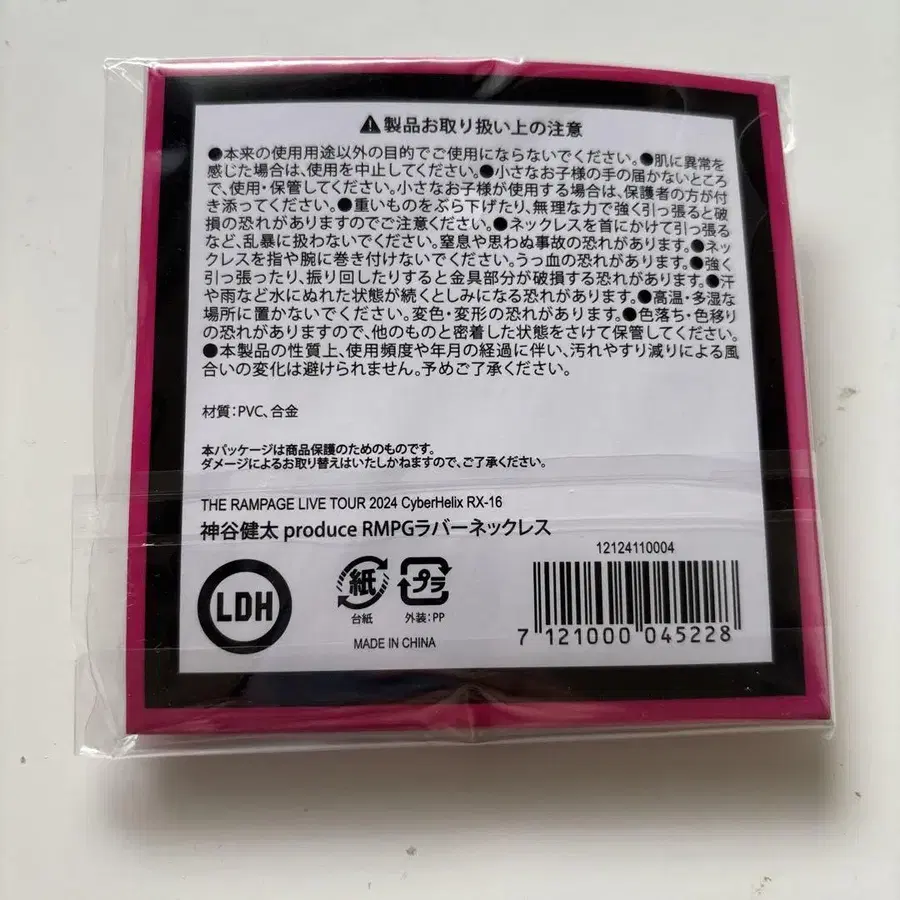 ⚠製品お取り扱い上の注意
●本来の使用用途以外の目的でご使用にならないでください。●肌に異常を
感じた場合は、使用を中止してください。●小さなお子様の手の届かないところ
で、使用・保管してください。小さなお子様が使用する場合は、保護者の方が付
き添ってください。●重いものをぶら下げたり、無理な力で強く引っ張ると破
損の恐れがありますのでご注意ください。●ネックレスを首にかけて引っ張る
など、乱暴に扱わないでください。窒息や思わぬ事故の恐れがあります。●ネッ
クレスを指や腕に巻き付けないでください。うっ血の恐れがあります。●強く
引っ張ったり、振り回したりすると金具部分が破損する恐れがあります。●汗
や雨など水にぬれた状態が続くとしみになる恐れがあります。●高温・多湿な
場所に置かないでください。変色・変形の恐れがあります。●色落ち・色移り
の恐れがありますので、他のものと密着した状態をさけて保管してください。
●本製品の性質上、使用頻度や年月の経過に伴い、汚れやすり減りによる風
合いの変化は避けられません。予めご了承ください。
材質：PVC、合金
本パッケージは商品保護のためのものです。
ダメージによるお取り替えはいたしかねますので、ご了承ください。
THE RAMPAGE LIVE TOUR 2024 CyberHelix RX-16
神谷健太 produce RMPGラバーネックレス
12124110004
LDH
紙
プラ
台紙
外装：PP
MADE IN CHINA
7 121000 045228